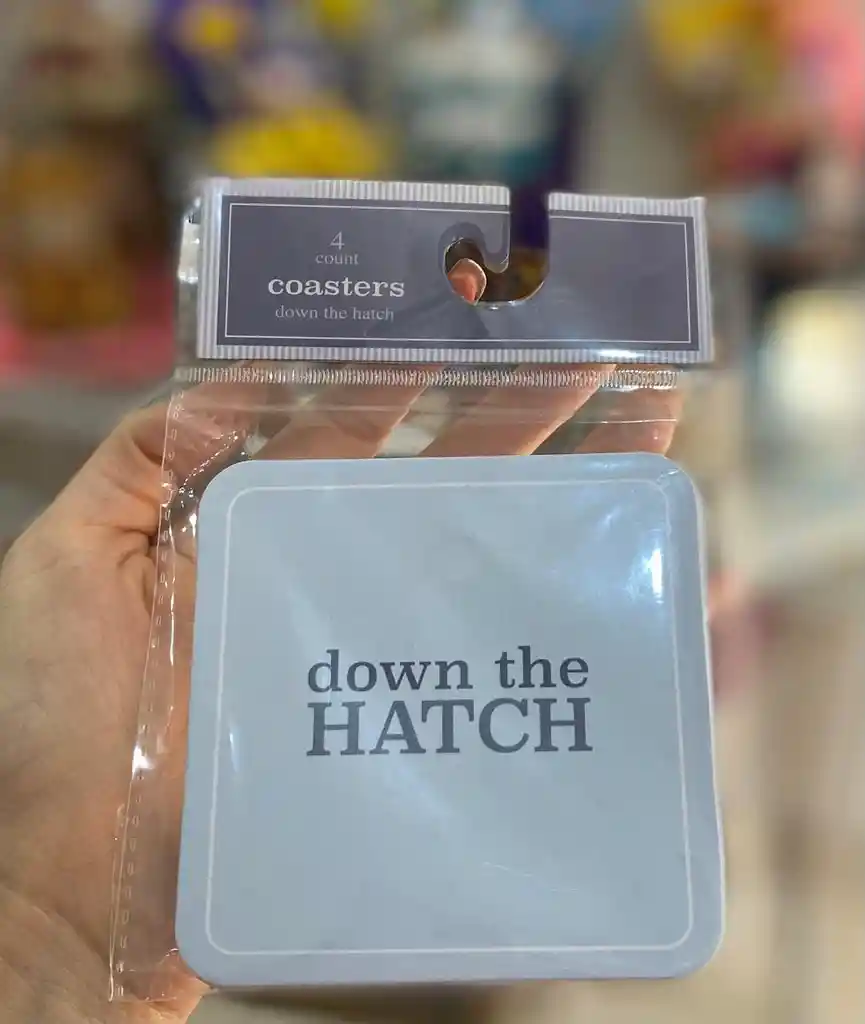 4
count
coasters
down the hatch
down the
HATCH